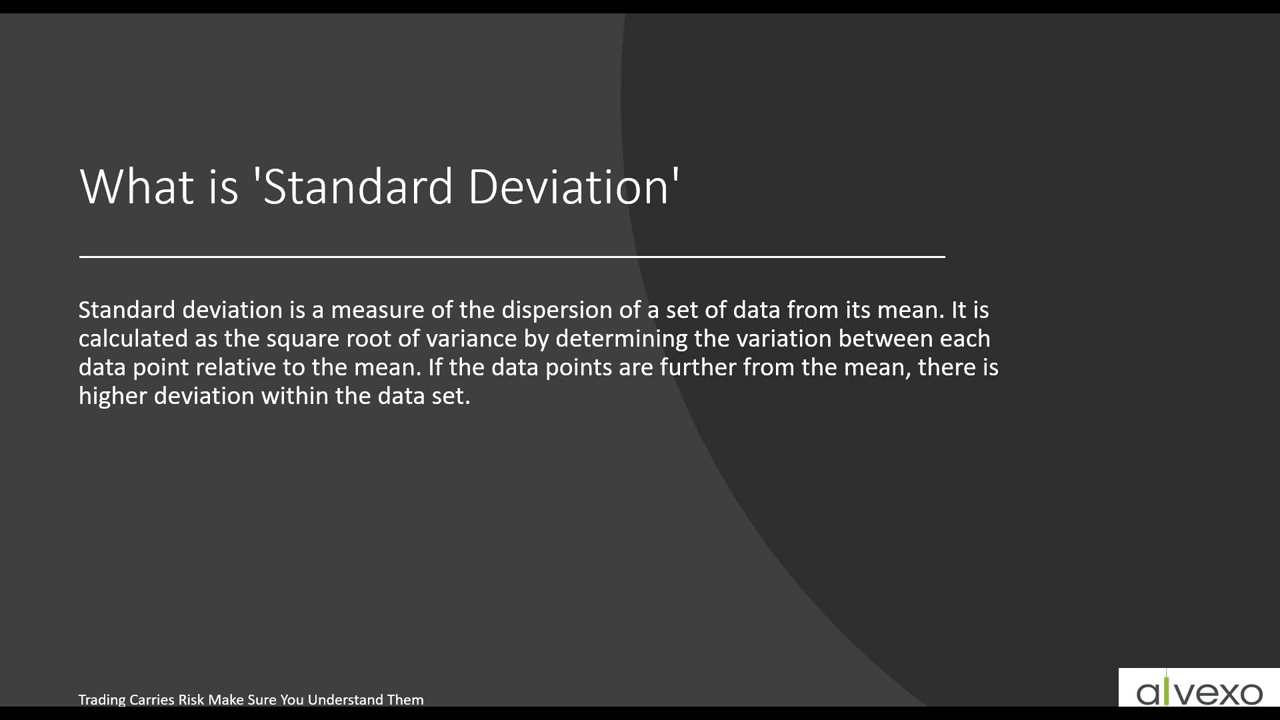 What is 'Standard Deviation'
Standard deviation is a measure of the dispersion of a set of data from its mean. It is
calculated as the square root of variance by determining the variation between each
data point relative to the mean. If the data points are further from the mean, there is
higher deviation within the data set.
Trading Carries Risk Make Sure You Understand Them
alvexo